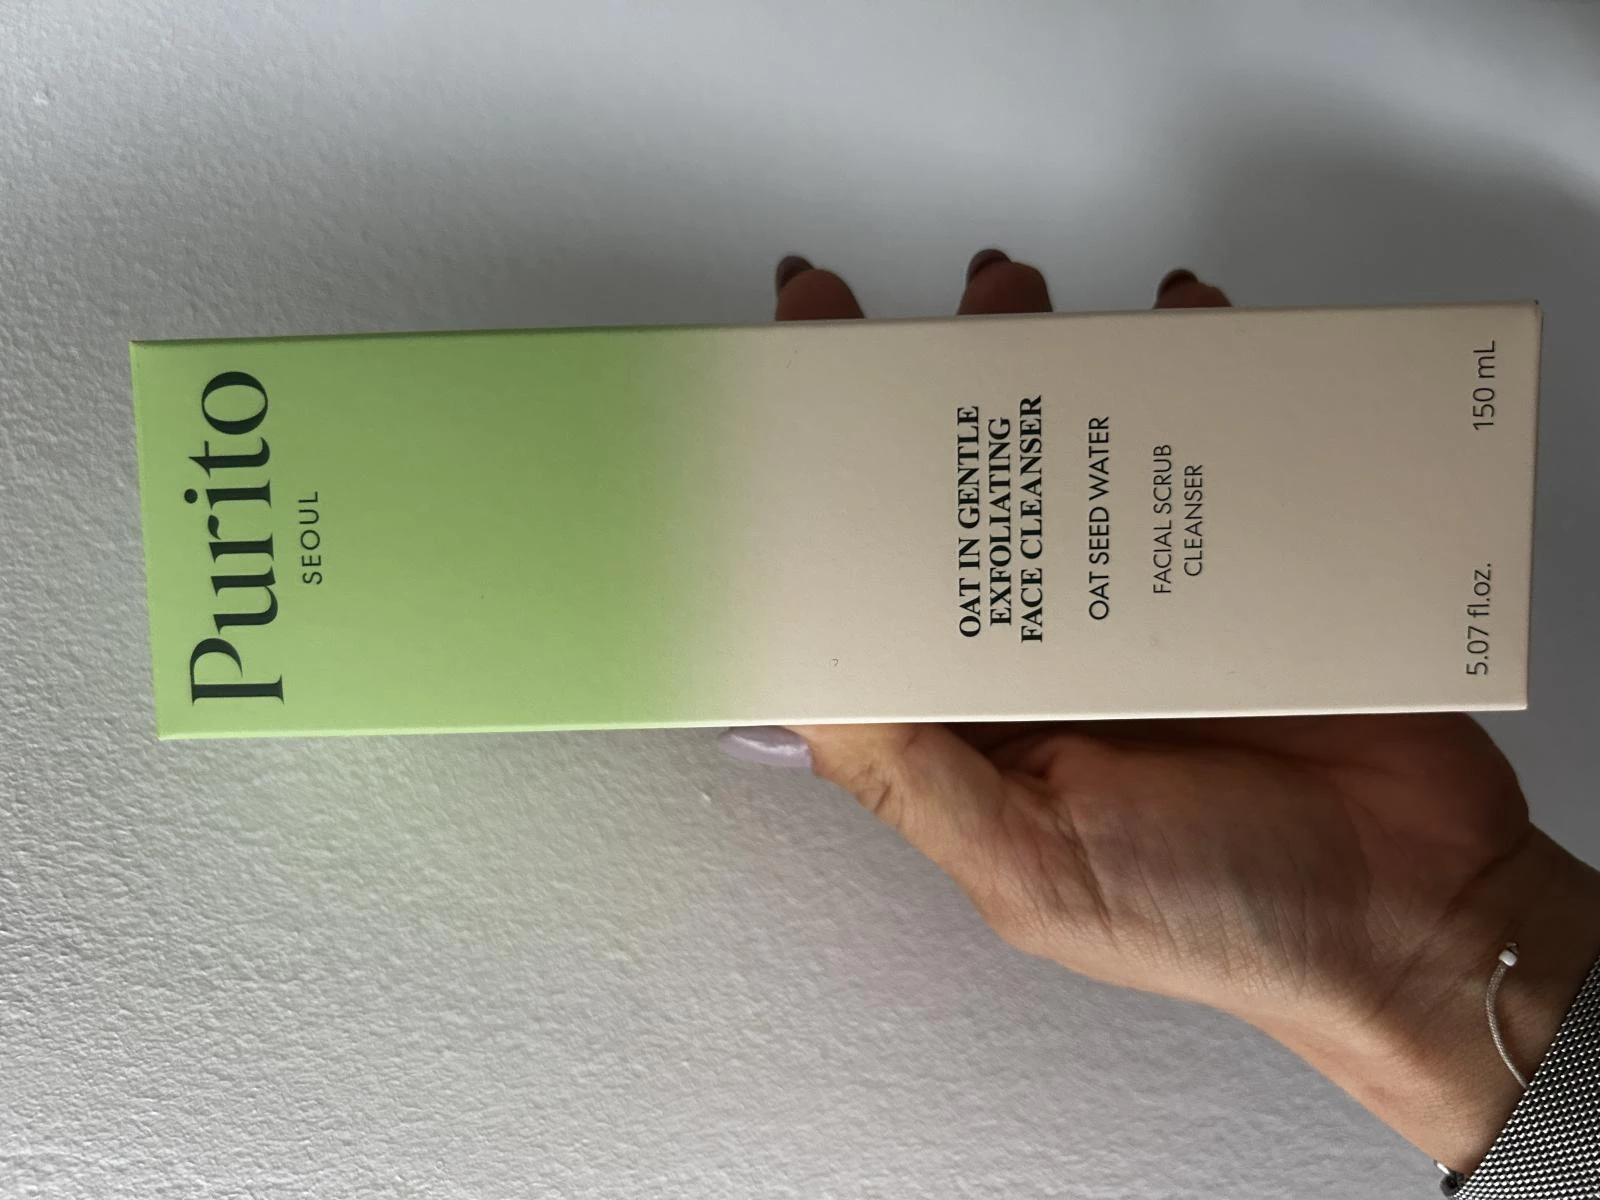 Purito
SEOUL
OAT IN GENTLE
EXFOLIATING
FACE CLEANSER
OAT SEED WATER
FACIAL SCRUB
CLEANSER
5.07 fl.oz. 150 mL